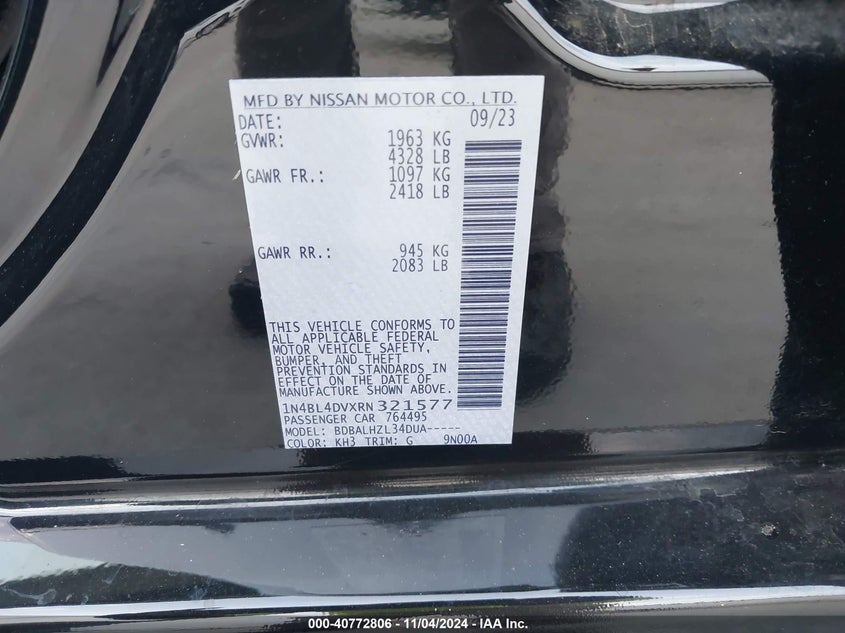 MFD BY NISSAN MOTOR CO., LTD.
DATE: 09/23
GVWR: 1963 KG
4328 LB
GAWR FR.: 1097 KG
2418 LB
GAWR RR.: 945 KG
2083 LB
THIS VEHICLE CONFORMS TO
ALL APPLICABLE FEDERAL
MOTOR VEHICLE SAFETY,
BUMPER, AND THEFT
PREVENTION STANDARDS IN
EFFECT ON THE DATE OF
MANUFACTURE SHOWN ABOVE.
1N4BL4DVXRN321577
PASSENGER CAR 764495
MODEL: BDBALHZL34DUA-----
COLOR: KH3 TRIM: G 9N00A
000-40772806 - 11/04/2024 - IAA Inc.